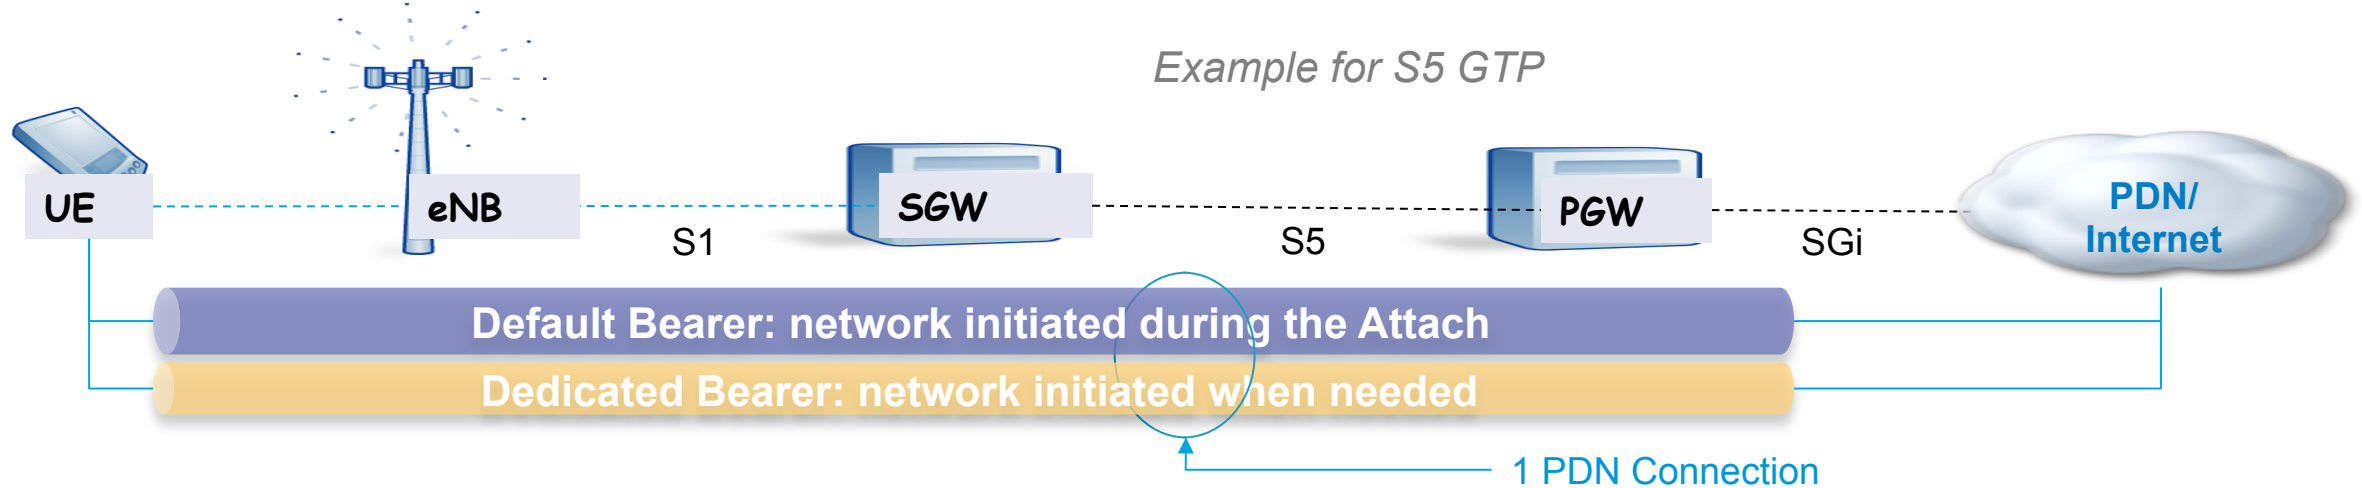 Example for S5 GTP
UE
eNB
SGW
PGW
PDN/
Internet
S1
S5
SGi
Default Bearer: network initiated during the Attach
Dedicated Bearer: network initiated when needed
1 PDN Connection